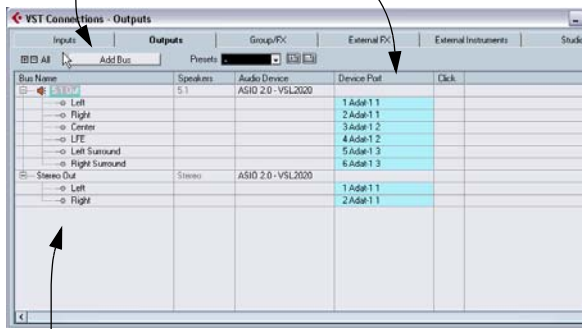 VST Connections - Outputs
Inputs Outputs Group/FX External FX External Instruments Studio
All Add Bus Presets -
Bus Name Speakers Audio Device Device Port Click
5.1 Out 5.1 ASIO 2.0 - VSL2020
Left 1 Adat-1 1
Right 2 Adat-1 1
Center 3 Adat-1 2
LFE 4 Adat-1 2
Left Surround 5 Adat-1 3
Right Surround 6 Adat-1 3
Stereo Out Stereo ASIO 2.0 - VSL2020
Left 1 Adat-1 1
Right 2 Adat-1 1